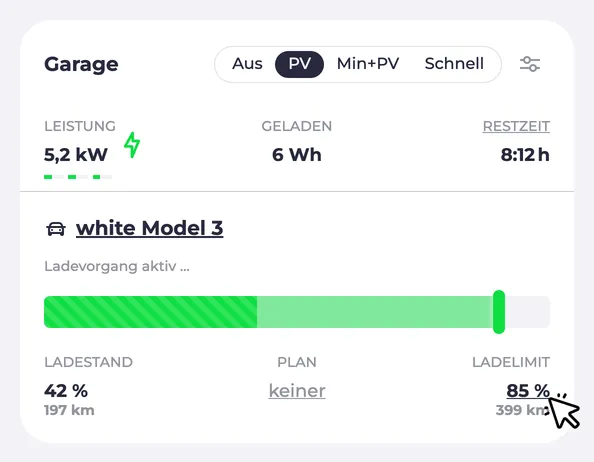 Garage Aus PV Min+PV Schnell
LEISTUNG GELADEN RESTZEIT
5,2 kW 6 Wh 8:12 h
white Model 3
Ladevorgang aktiv ...
LADESTAND PLAN LADELIMIT
42 % keiner 85 %
197 km 399 km